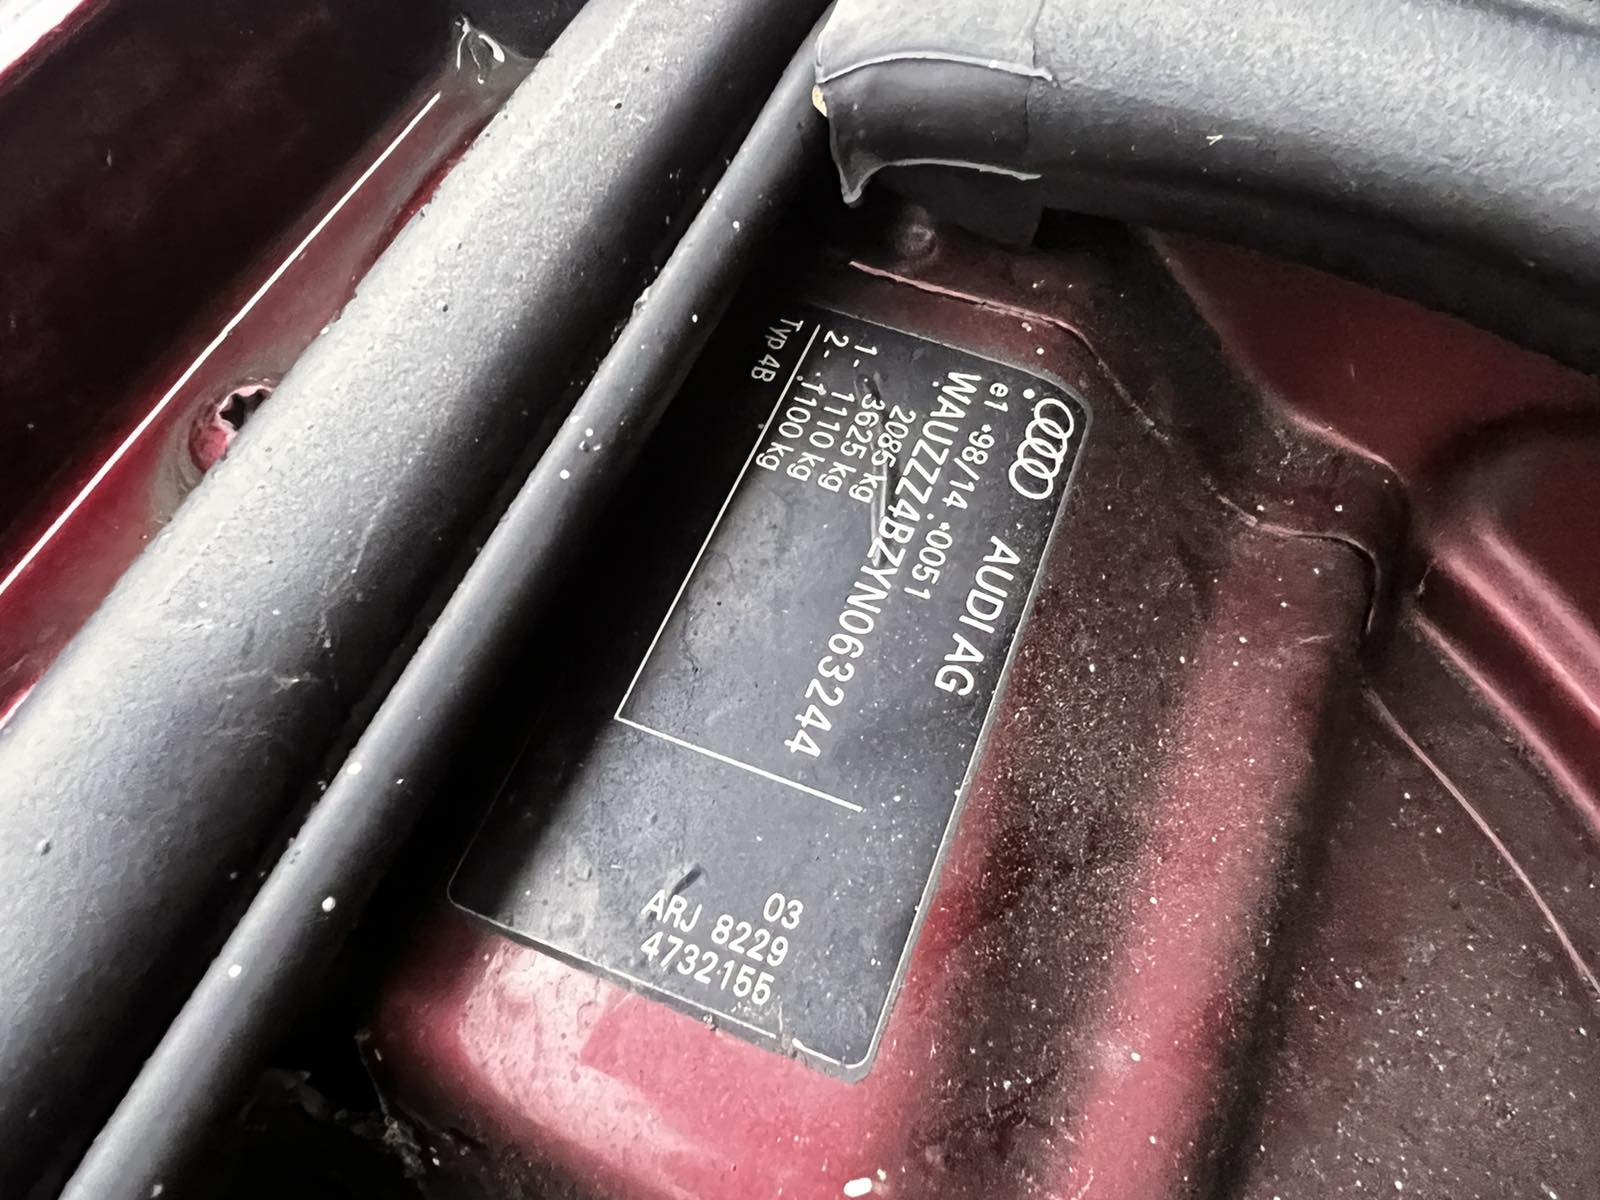 AUDI AG
e1 *98/14 *0051
WAUZZZ4BZYN063244
2085 kg
3625 kg
1- 1110 kg
2- 1100 kg
Typ 4B
03
ARJ 8229
4732155